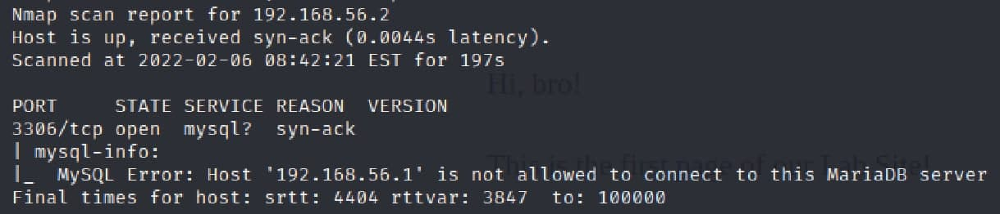 Nmap scan report for 192.168.56.2
Host is up, received syn-ack (0.0044s latency).
Scanned at 2022-02-06 08:42:21 EST for 197s
Hi, bro!
PORT     STATE SERVICE REASON  VERSION
3306/tcp open  mysql?  syn-ack
| mysql-info:
This is the first page of our Lab Site!
|_  MySQL Error: Host '192.168.56.1' is not allowed to connect to this MariaDB server
Final times for host: srtt: 4404 rttvar: 3847  to: 100000